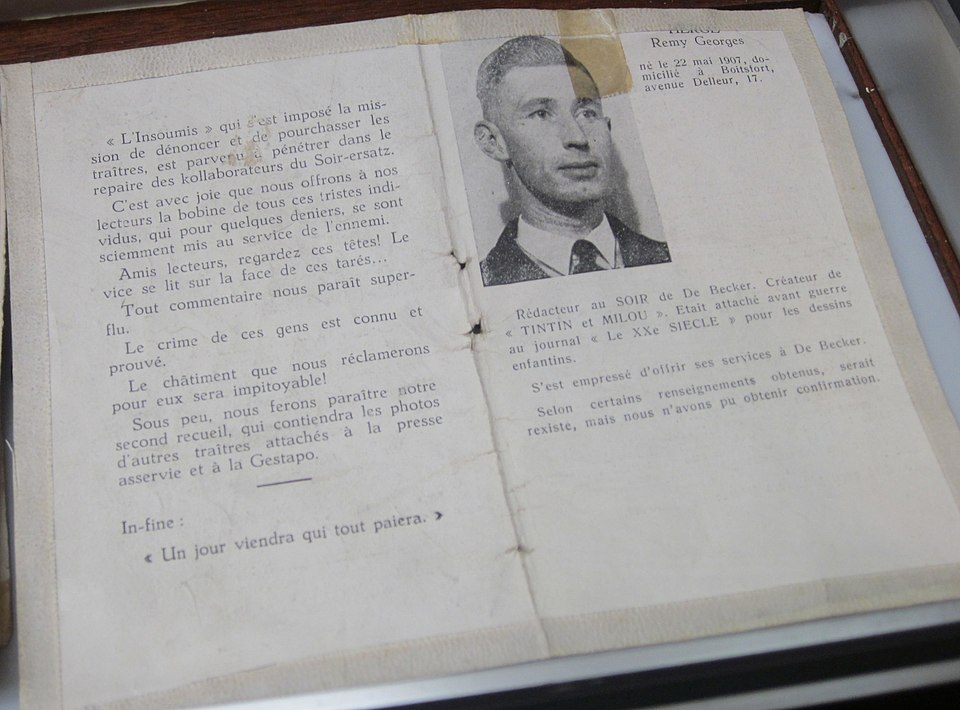 « L'Insoumis » qui s'est imposé la mis-
sion de dénoncer et de pourchasser les
traîtres, est parvenu à pénétrer dans le
repaire des kollaborateurs du Soir-ersatz.
C'est avec joie que nous offrons à nos
lecteurs la bobine de tous ces tristes indi-
vidus, qui pour quelques deniers, se sont
sciemment mis au service de l'ennemi.
Amis lecteurs, regardez ces têtes! Le
vice se lit sur la face de ces tarés...
Tout commentaire nous paraît super-
flu.
Le crime de ces gens est connu et
prouvé.
Le châtiment que nous réclamerons
pour eux sera impitoyable!
Sous peu, nous ferons paraître notre
second recueil, qui contiendra les photos
d'autres traîtres attachés à la presse
asservie et à la Gestapo.
In-fine :
« Un jour viendra qui tout paiera. »
HERGE
Remy Georges
né le 22 mai 1907, do-
micilié à Boitsfort,
avenue Delleur, 17.
Rédacteur au SOIR de De Becker. Créateur de
« TINTIN et MILOU ». Etait attaché avant guerre
au journal « Le XXe SIECLE » pour les dessins
enfantins.
S'est empressé d'offrir ses services à De Becker.
Selon certains renseignements obtenus, serait
rexiste, mais nous n'avons pu obtenir confirmation.